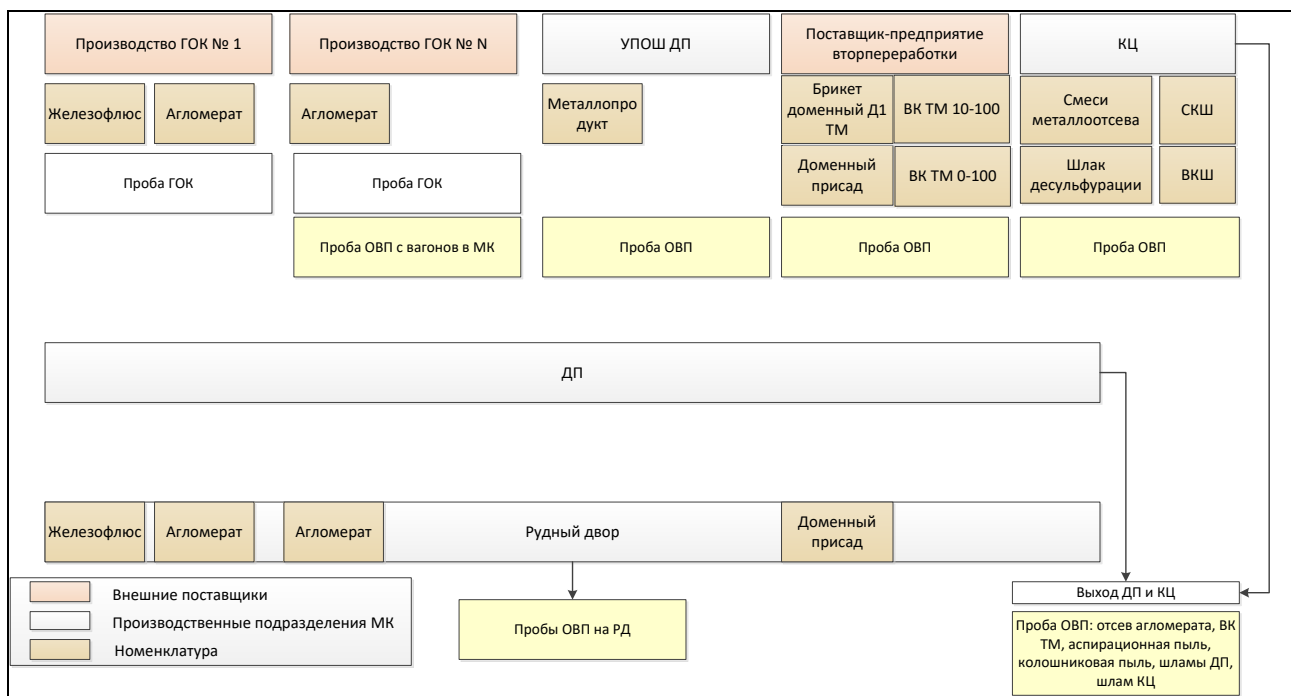 Производство ГОК № 1
Производство ГОК № N
УПОШ ДП
Поставщик-предприятие
вторпереработки
КЦ
Железофлюс
Агломерат
Агломерат
Металлопро
дукт
Брикет
доменный Д1
ТМ
ВК ТМ 10-100
Смеси
металлоотсева
СКШ
Доменный
присад
ВК ТМ 0-100
Шлак
десульфурации
ВКШ
Проба ГОК
Проба ГОК
Проба ОВП с вагонов в МК
Проба ОВП
Проба ОВП
Проба ОВП
ДП
Железофлюс
Агломерат
Агломерат
Рудный двор
Доменный
присад
Внешние поставщики
Производственные подразделения МК
Номенклатура
Пробы ОВП на РД
Выход ДП и КЦ
Проба ОВП: отсев агломерата, ВК
ТМ, аспирационная пыль,
колошниковая пыль, шламы ДП,
шлам КЦ